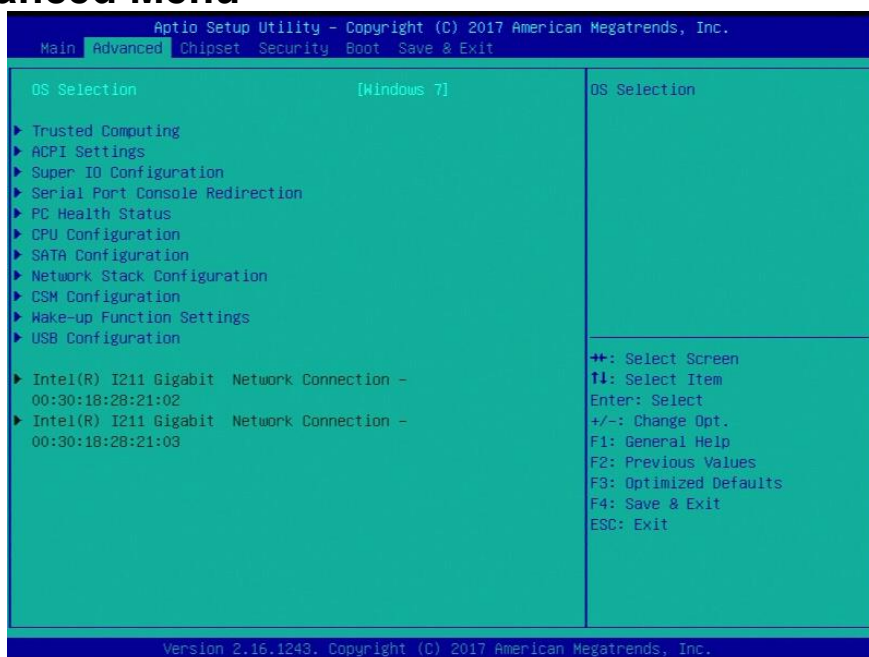 Aptio Setup Utility – Copyright (C) 2017 American Megatrends, Inc.
Main Advanced Chipset Security Boot Save & Exit
OS Selection [Windows 7] OS Selection
Trusted Computing
ACPI Settings
Super IO Configuration
Serial Port Console Redirection
PC Health Status
CPU Configuration
SATA Configuration
Network Stack Configuration
CSM Configuration
Wake-up Function Settings
USB Configuration
Intel(R) I211 Gigabit Network Connection –
00:30:18:28:21:02
Intel(R) I211 Gigabit Network Connection –
00:30:18:28:21:03
→←: Select Screen
↑↓: Select Item
Enter: Select
+/-: Change Opt.
F1: General Help
F2: Previous Values
F3: Optimized Defaults
F4: Save & Exit
ESC: Exit
Version 2.16.1243. Copyright (C) 2017 American Megatrends, Inc.